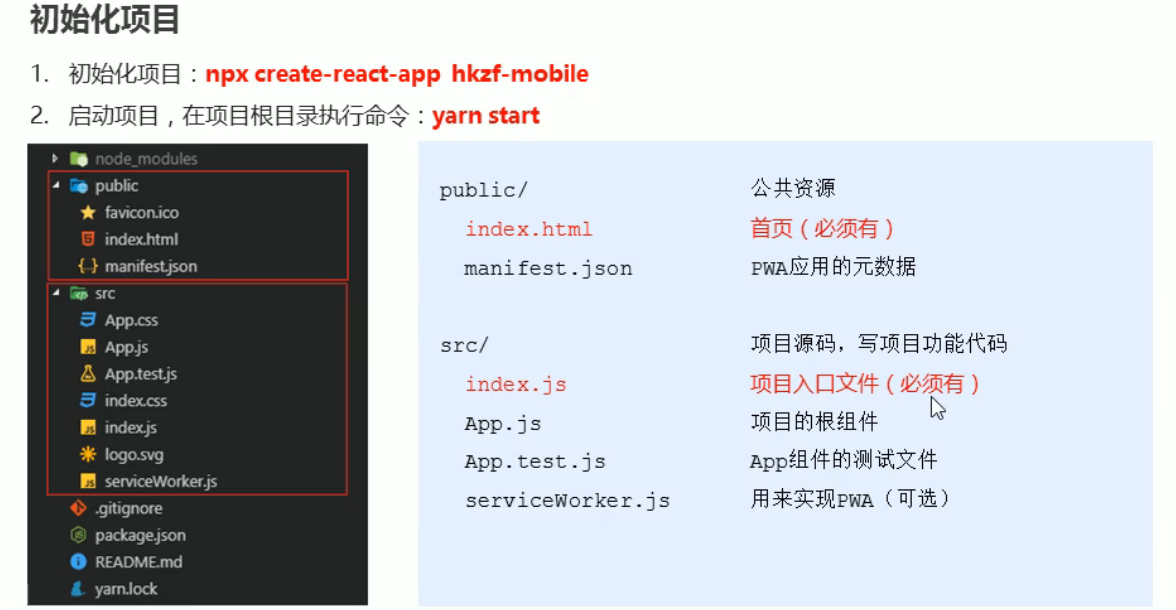 初始化项目
1. 初始化项目：npx create-react-app hkzf-mobile
2. 启动项目，在项目根目录执行命令：yarn start
node_modules
public
favicon.ico
index.html
manifest.json
src
App.css
App.js
App.test.js
index.css
index.js
logo.svg
serviceWorker.js
.gitignore
package.json
README.md
yarn.lock
public/ 公共资源
index.html 首页（必须有）
manifest.json PWA应用的元数据
src/ 项目源码，写项目功能代码
index.js 项目入口文件（必须有）
App.js 项目的根组件
App.test.js App组件的测试文件
serviceWorker.js 用来实现PWA（可选）